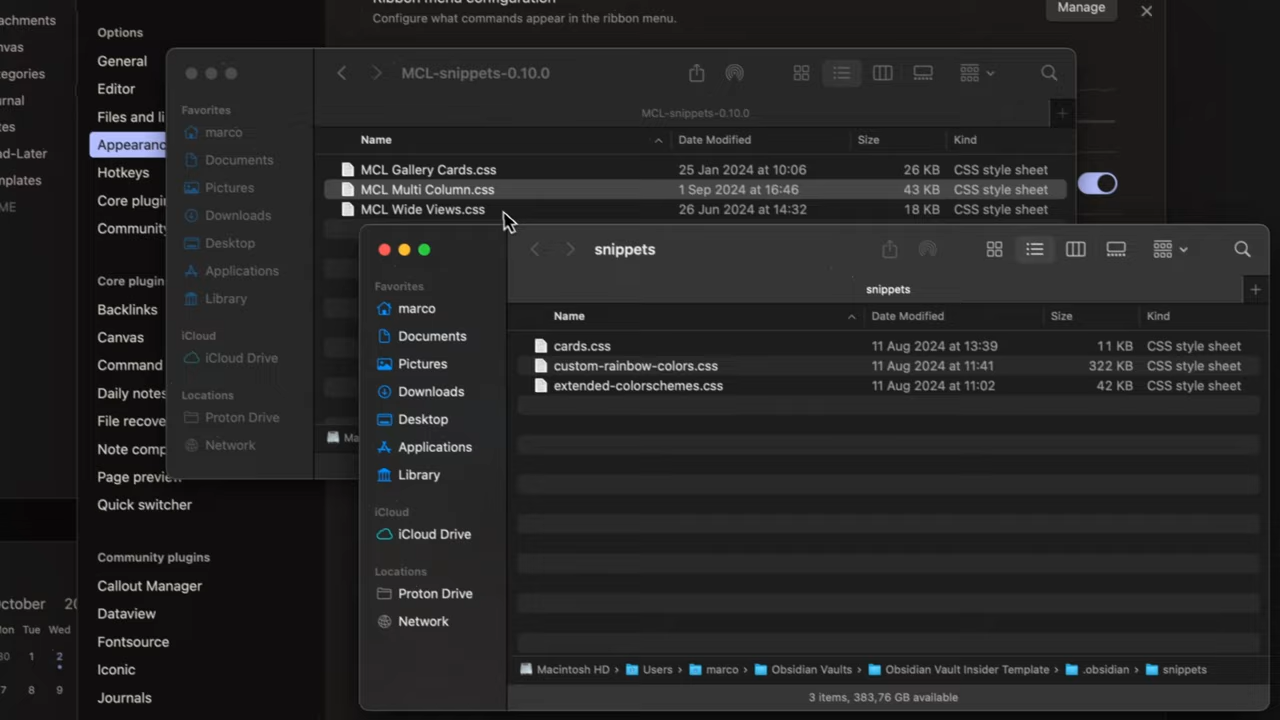 Configure what commands appear in the ribbon menu.
Manage
Options
General
Editor
Files and li
Appearanc
Hotkeys
Core plugin
Community
Core plugin
Backlinks
Canvas
Command
Daily notes
File recove
Note comp
Page preview
Quick switcher
Community plugins
Callout Manager
Dataview
Fontsource
Iconic
Journals
achments
nvas
tegories
urnal
tes
ad-Later
mplates
ME
ctober 20
Mon Tue Wed
30 1 2
7 8 9
MCL-snippets-0.10.0
MCL-snippets-0.10.0
Favorites
marco
Documents
Pictures
Downloads
Desktop
Applications
Library
iCloud
iCloud Drive
Locations
Proton Drive
Network
Name Date Modified Size Kind
MCL Gallery Cards.css 25 Jan 2024 at 10:06 26 KB CSS style sheet
MCL Multi Column.css 1 Sep 2024 at 16:46 43 KB CSS style sheet
MCL Wide Views.css 26 Jun 2024 at 14:32 18 KB CSS style sheet
Ma
snippets
snippets
Favorites
marco
Documents
Pictures
Downloads
Desktop
Applications
Library
iCloud
iCloud Drive
Locations
Proton Drive
Network
Name Date Modified Size Kind
cards.css 11 Aug 2024 at 13:39 11 KB CSS style sheet
custom-rainbow-colors.css 11 Aug 2024 at 11:41 322 KB CSS style sheet
extended-colorschemes.css 11 Aug 2024 at 11:02 42 KB CSS style sheet
Macintosh HD › Users › marco › Obsidian Vaults › Obsidian Vault Insider Template › .obsidian › snippets
3 items, 383,76 GB available